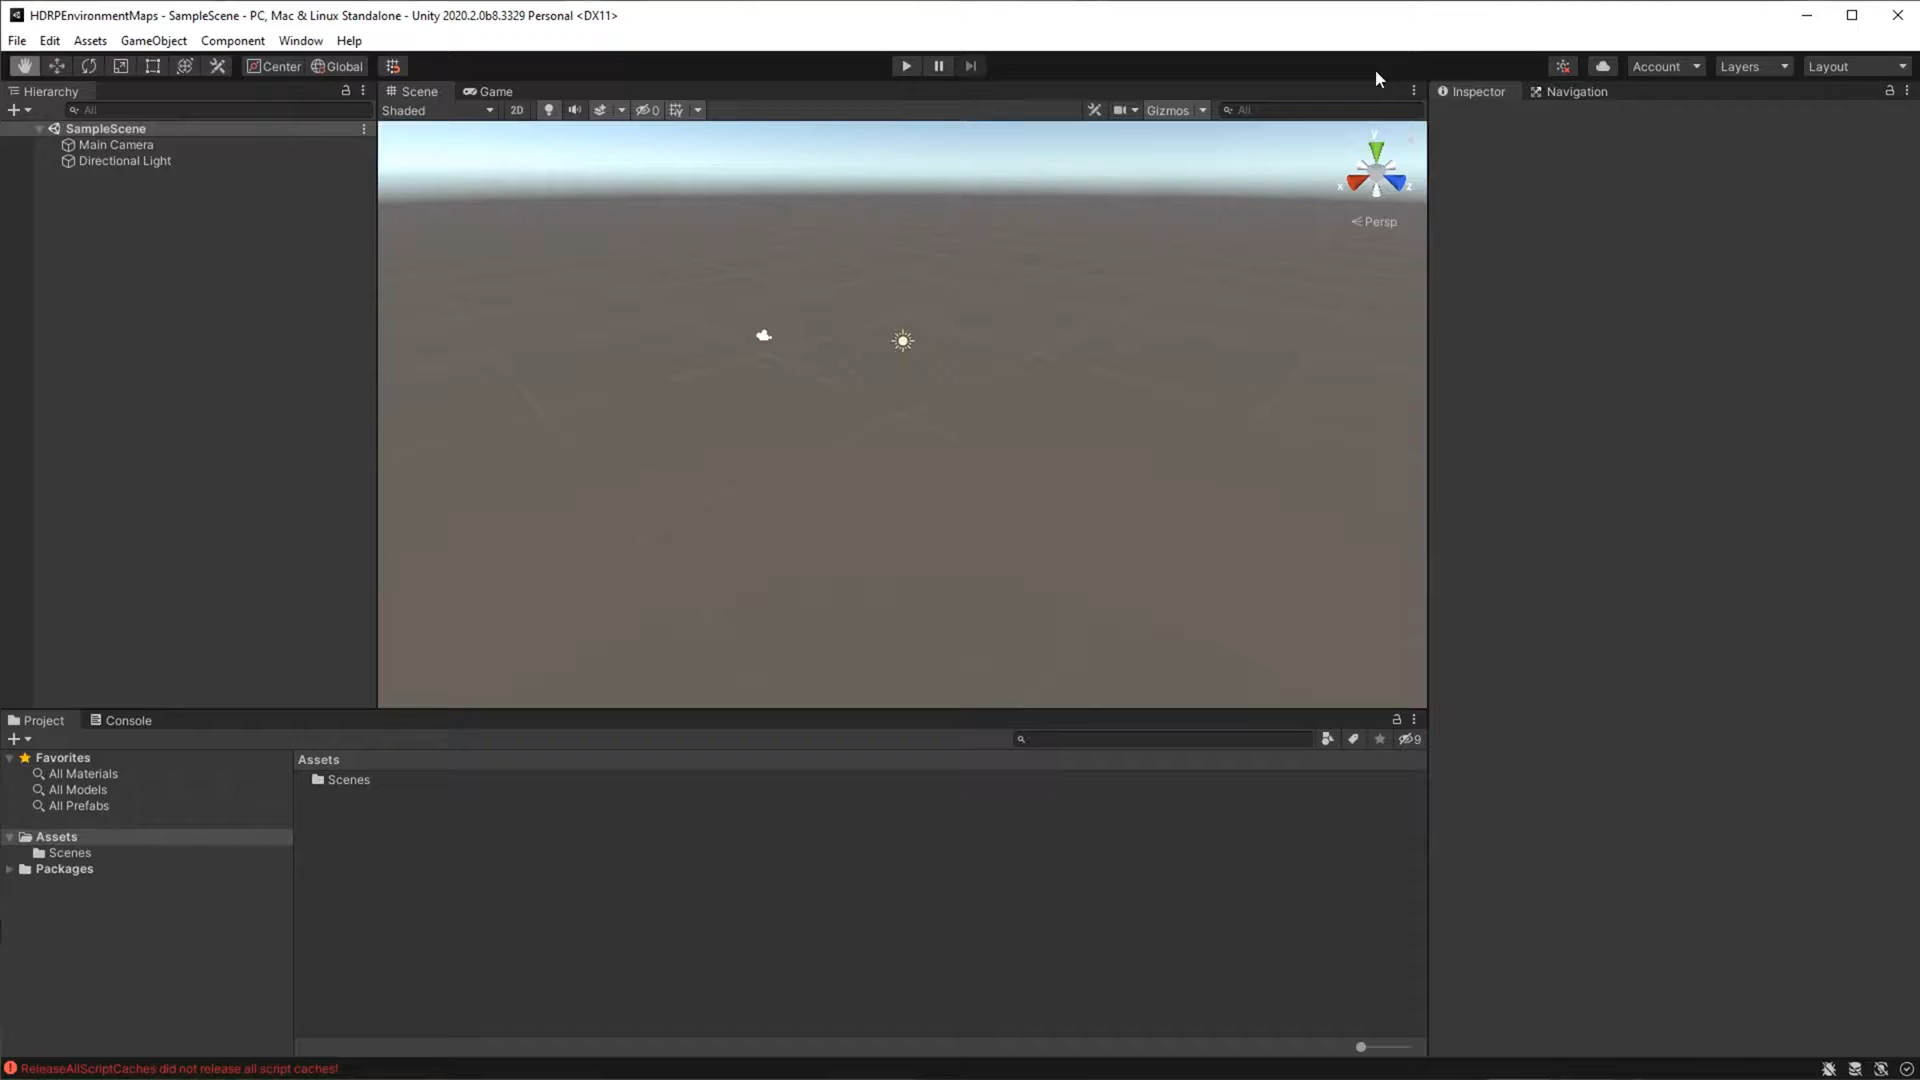 HDRPEnvironmentMaps - SampleScene - PC, Mac & Linux Standalone - Unity 2020.2.0b8.3329 Personal <DX11>
File Edit Assets GameObject Component Window Help
Center Global Account Layers Layout
Hierarchy Scene Game Inspector Navigation
All Shaded 2D 0 Gizmos All
SampleScene
Main Camera
Directional Light
y
x z
Persp
Project Console
9
Favorites
All Materials
All Models
All Prefabs
Assets
Scenes
Packages
Assets
Scenes
ReleaseAllScriptCaches did not release all script caches!